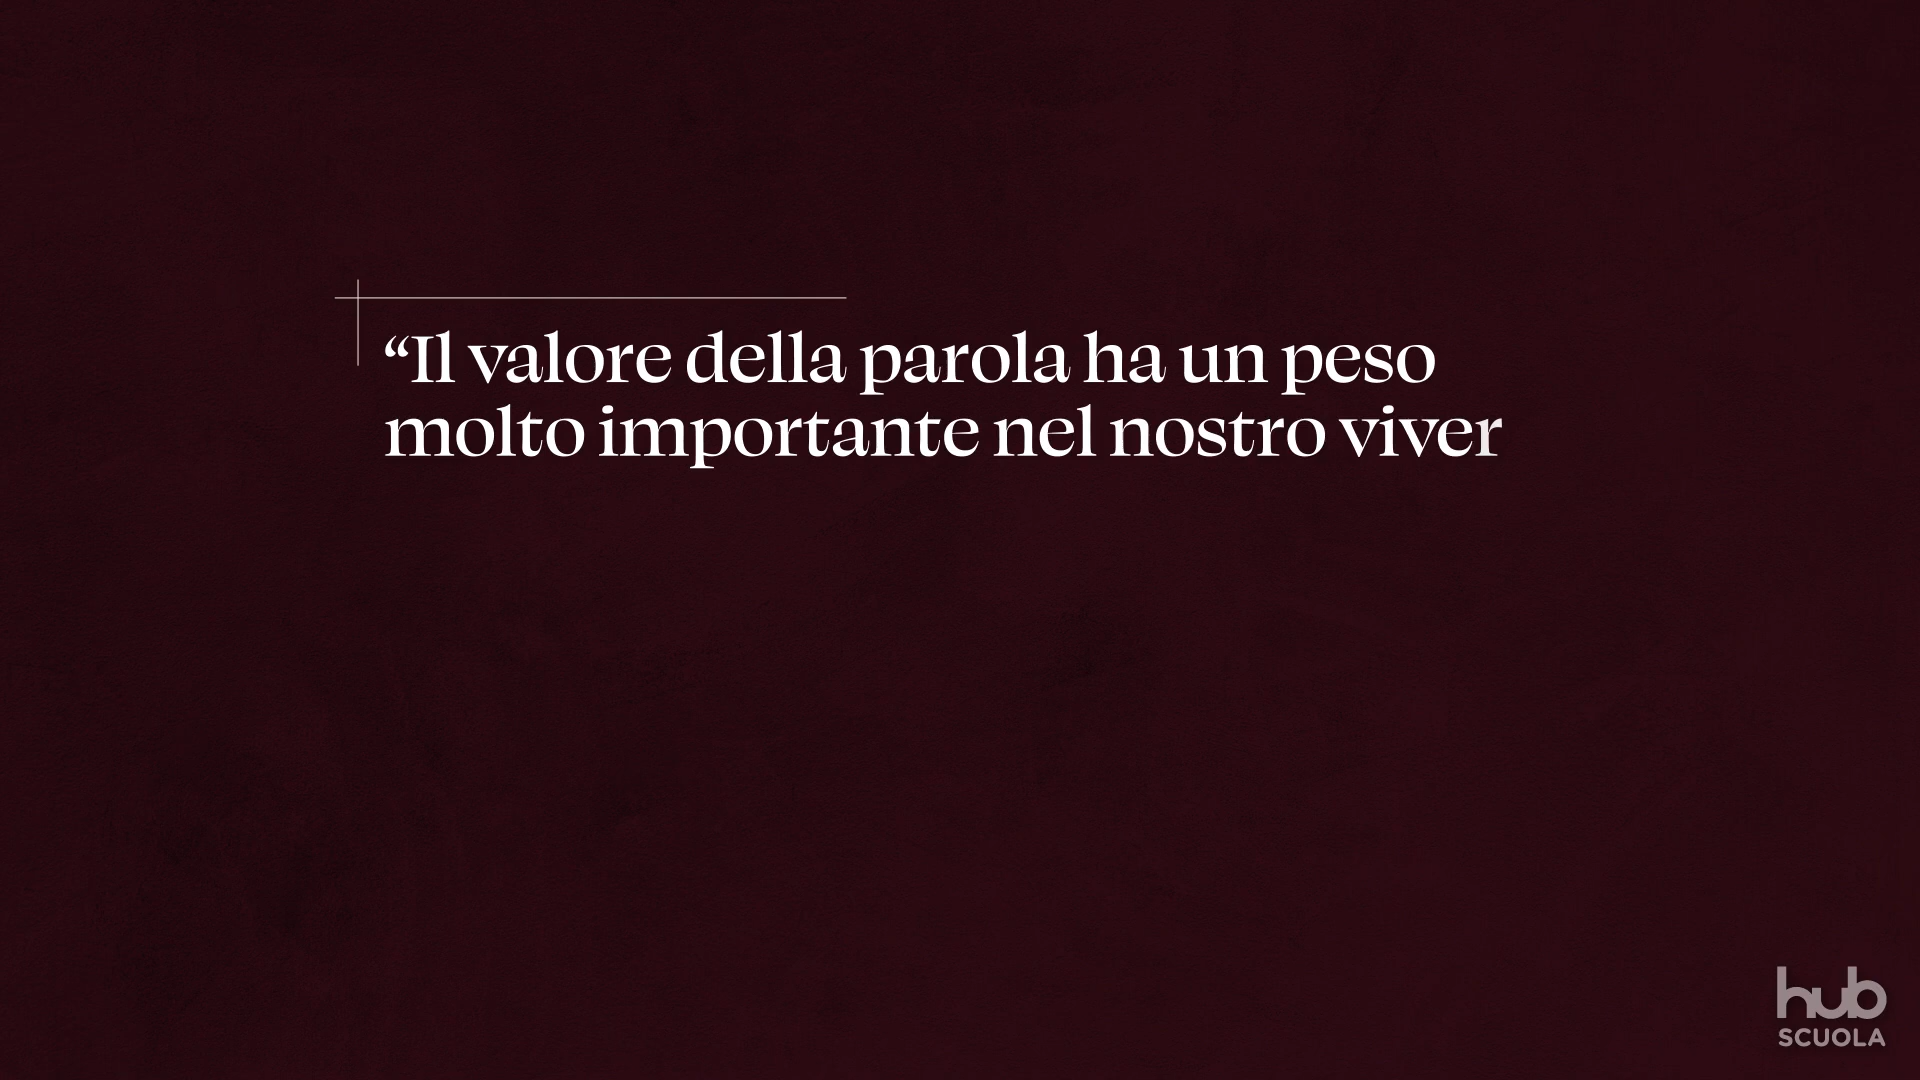 “Il valore della parola ha un peso
molto importante nel nostro viver
hub
SCUOLA